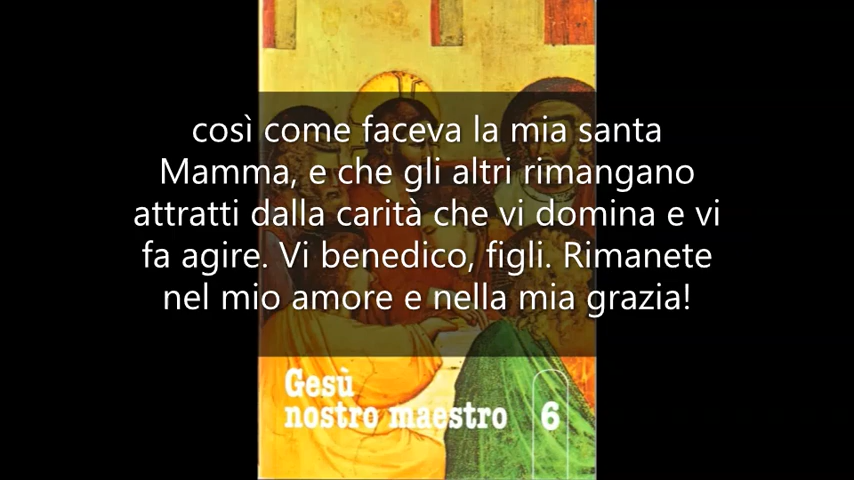 così come faceva la mia santa
Mamma, e che gli altri rimangano
attratti dalla carità che vi domina e vi
fa agire. Vi benedico, figli. Rimanete
nel mio amore e nella mia grazia!
Gesù
nostro maestro 6